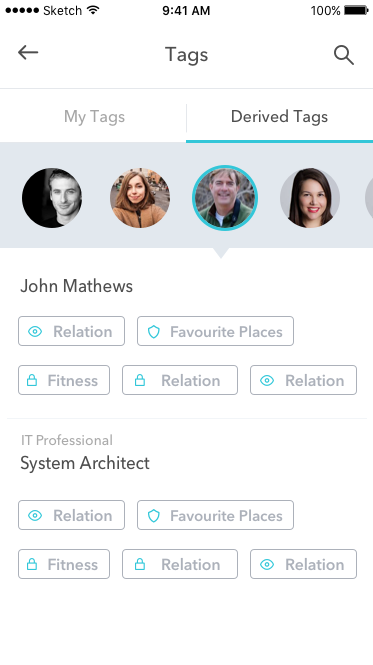 Sketch 9:41 AM 100%
Tags
My Tags Derived Tags
John Mathews
Relation Favourite Places
Fitness Relation Relation
IT Professional
System Architect
Relation Favourite Places
Fitness Relation Relation